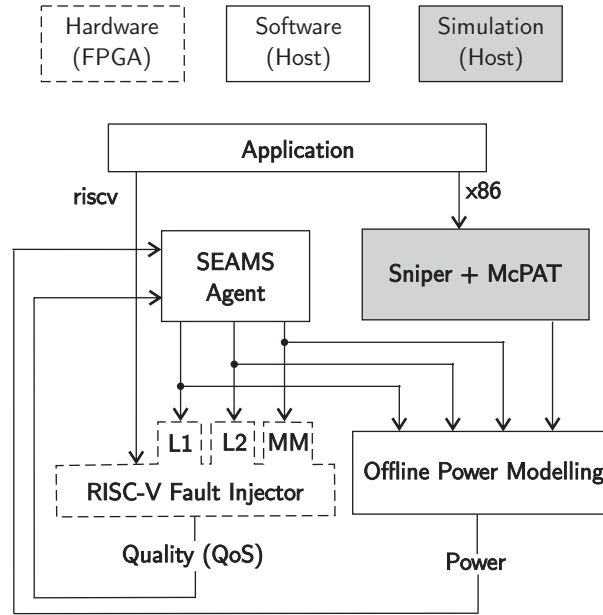 Hardware
(FPGA)
Software
(Host)
Simulation
(Host)
Application
riscv
x86
SEAMS
Agent
Sniper + McPAT
L1
L2
MM
RISC-V Fault Injector
Offline Power Modelling
Quality (QoS)
Power